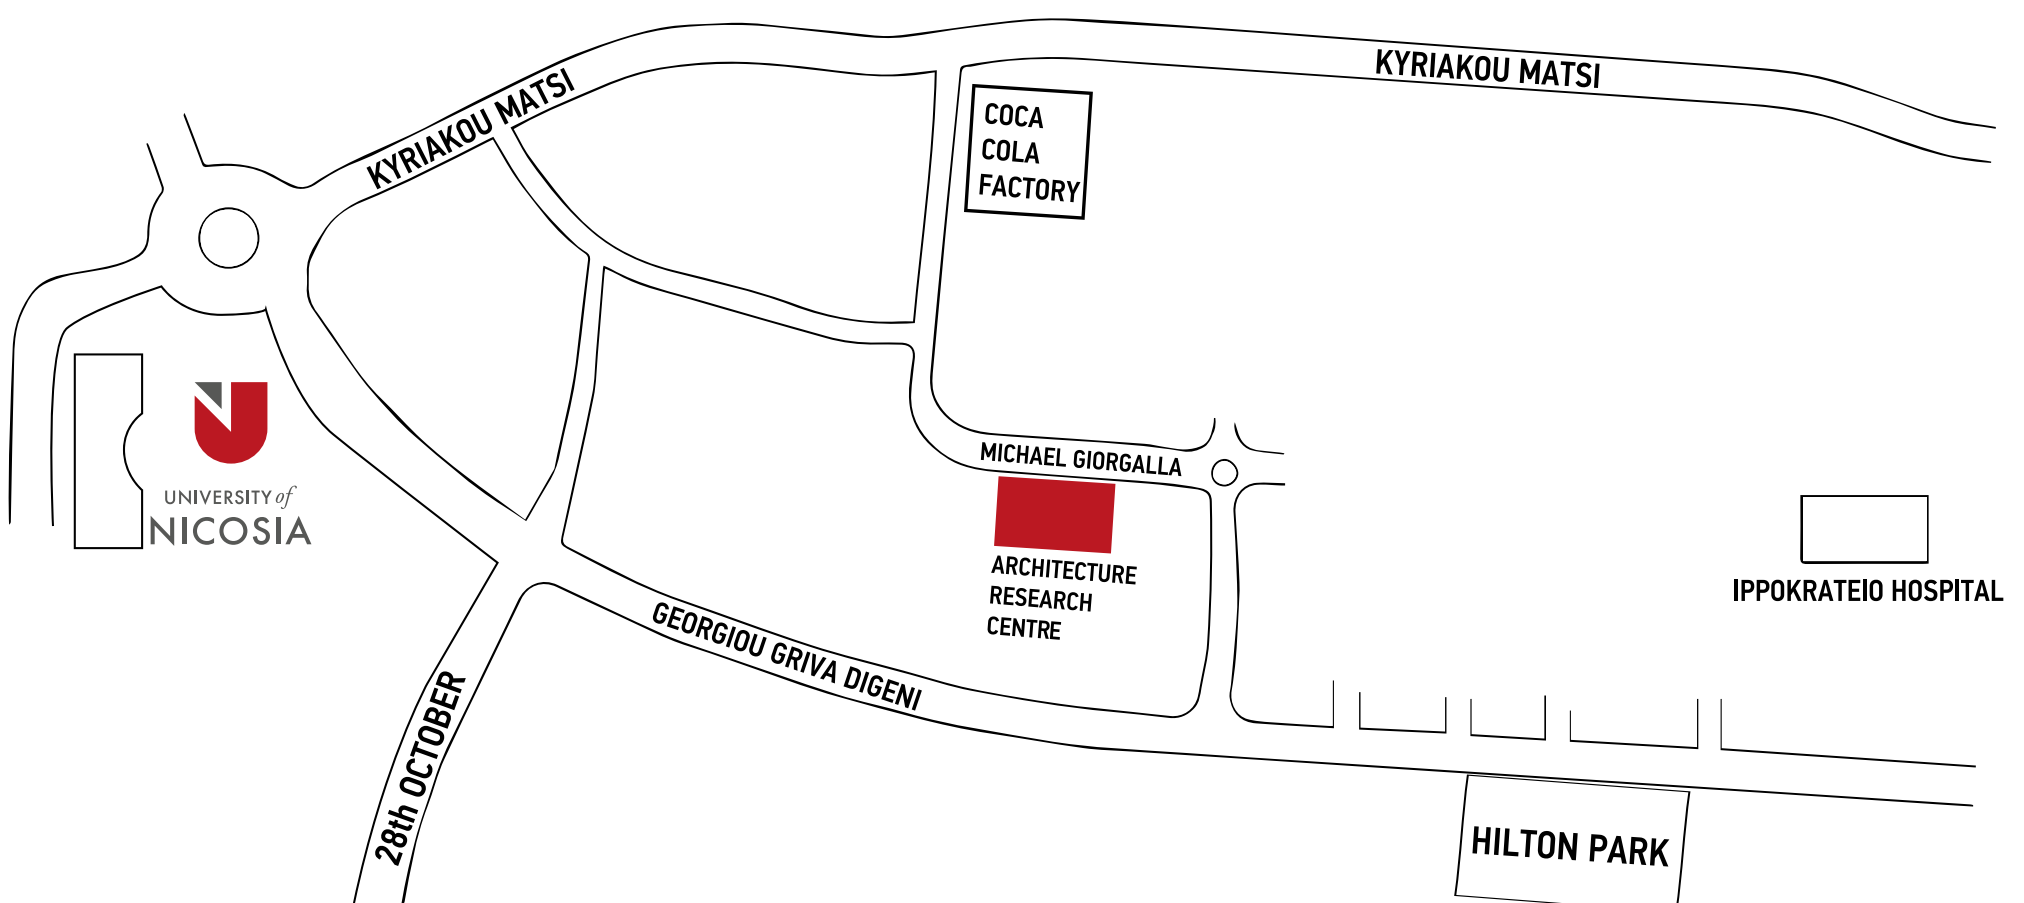 KYRIAKOU MATSI
KYRIAKOU MATSI
COCA
COLA
FACTORY
MICHAEL GIORGALLA
UNIVERSITY of
NICOSIA
ARCHITECTURE
RESEARCH
CENTRE
IPPOKRATEIO HOSPITAL
GEORGIOU GRIVA DIGENI
28th OCTOBER
HILTON PARK